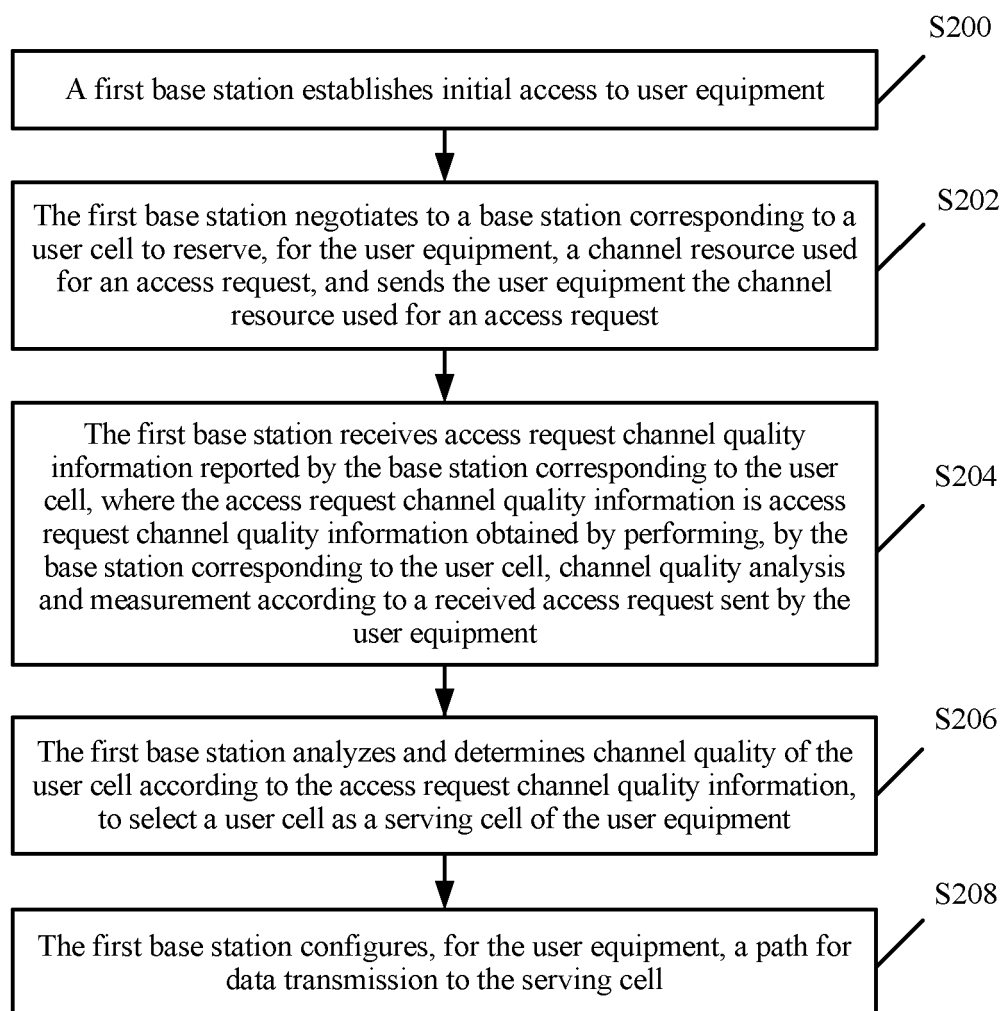 S200
A first base station establishes initial access to user equipment
S202
The first base station negotiates to a base station corresponding to a
user cell to reserve, for the user equipment, a channel resource used
for an access request, and sends the user equipment the channel
resource used for an access request
S204
The first base station receives access request channel quality
information reported by the base station corresponding to the user
cell, where the access request channel quality information is access
request channel quality information obtained by performing, by the
base station corresponding to the user cell, channel quality analysis
and measurement according to a received access request sent by the
user equipment
S206
The first base station analyzes and determines channel quality of the
user cell according to the access request channel quality information,
to select a user cell as a serving cell of the user equipment
S208
The first base station configures, for the user equipment, a path for
data transmission to the serving cell